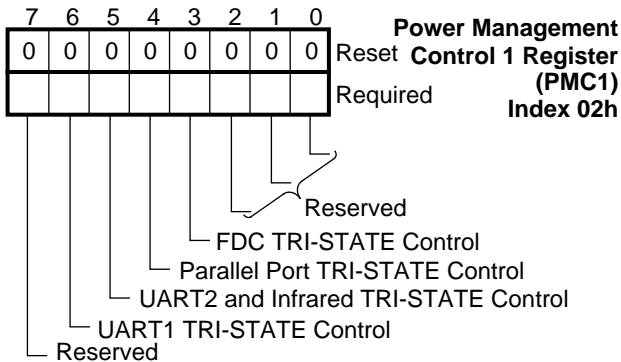 7 6 5 4 3 2 1 0
0 0 0 0 0 0 0 0 Reset
Required
Power Management
Control 1 Register
(PMC1)
Index 02h
Reserved
FDC TRI-STATE Control
Parallel Port TRI-STATE Control
UART2 and Infrared TRI-STATE Control
UART1 TRI-STATE Control
Reserved